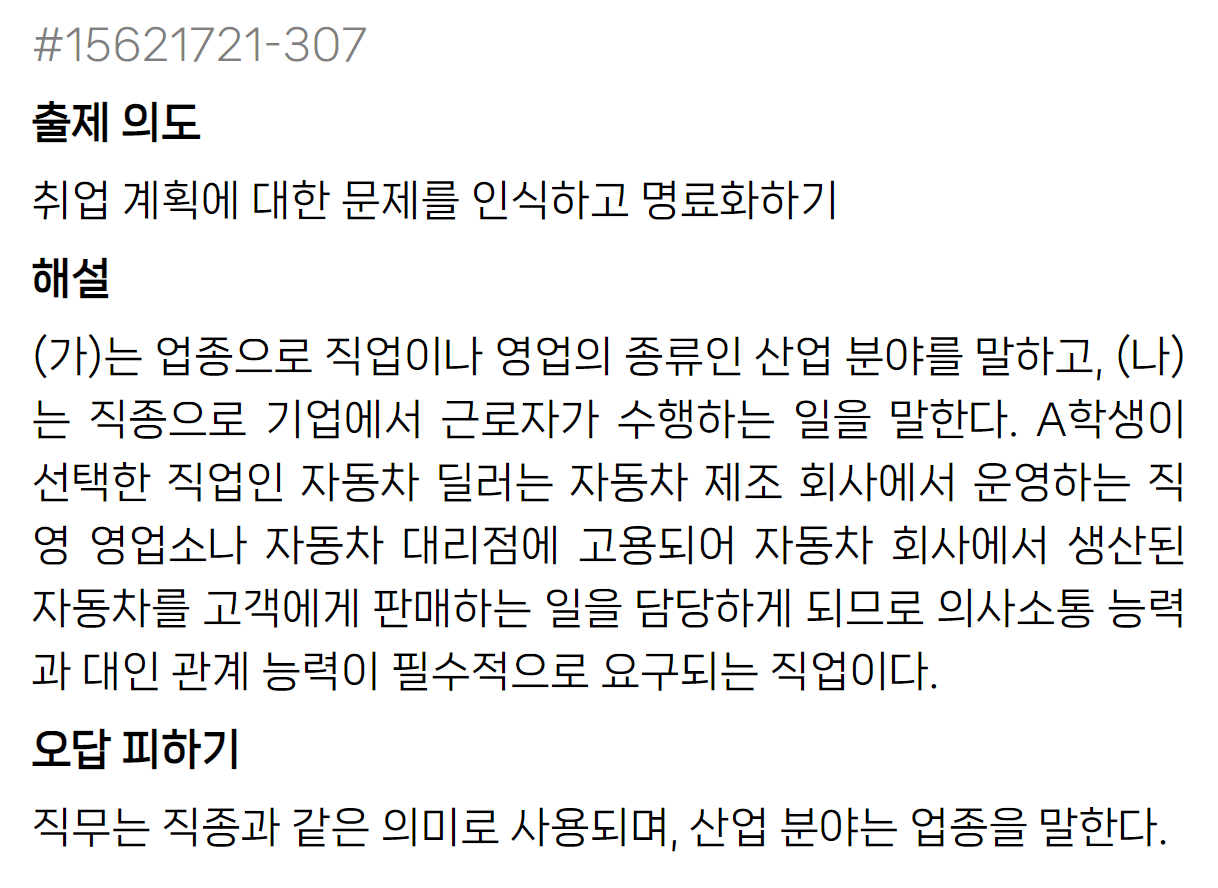 #15621721-307
출제 의도
취업 계획에 대한 문제를 인식하고 명료화하기
해설
(가)는 업종으로 직업이나 영업의 종류인 산업 분야를 말하고, (나)
는 직종으로 기업에서 근로자가 수행하는 일을 말한다. A학생이
선택한 직업인 자동차 딜러는 자동차 제조 회사에서 운영하는 직
영 영업소나 자동차 대리점에 고용되어 자동차 회사에서 생산된
자동차를 고객에게 판매하는 일을 담당하게 되므로 의사소통 능력
과 대인 관계 능력이 필수적으로 요구되는 직업이다.
오답 피하기
직무는 직종과 같은 의미로 사용되며, 산업 분야는 업종을 말한다.